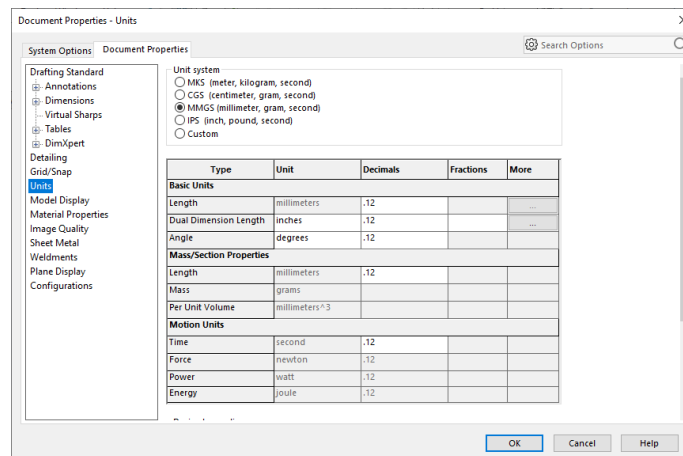 Document Properties - Units
System Options Document Properties Search Options
Drafting Standard
Annotations
Dimensions
Virtual Sharps
Tables
DimXpert
Detailing
Grid/Snap
Units
Model Display
Material Properties
Image Quality
Sheet Metal
Weldments
Plane Display
Configurations
Unit system
MKS (meter, kilogram, second)
CGS (centimeter, gram, second)
MMGS (millimeter, gram, second)
IPS (inch, pound, second)
Custom
Type Unit Decimals Fractions More
Basic Units
Length millimeters .12 ...
Dual Dimension Length inches .12 ...
Angle degrees .12
Mass/Section Properties
Length millimeters .12
Mass grams
Per Unit Volume millimeters^3
Motion Units
Time second .12
Force newton .12
Power watt .12
Energy joule .12
OK Cancel Help